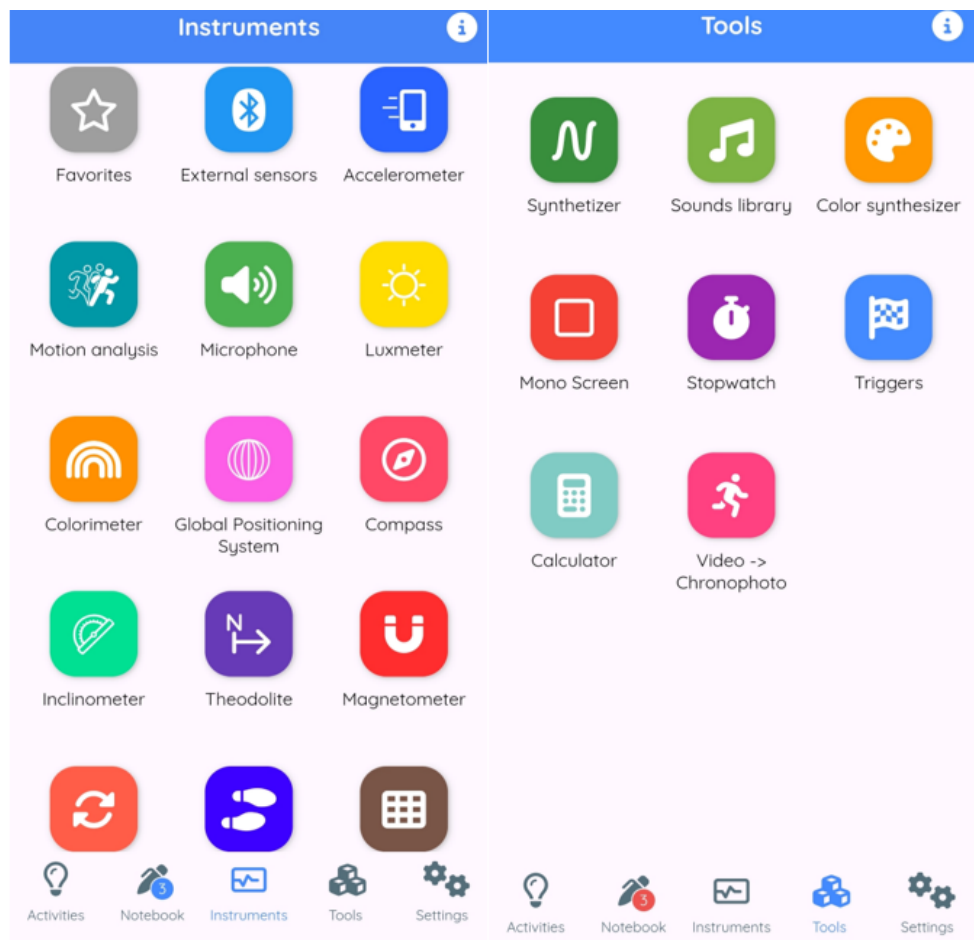 Instruments
i
Favorites
External sensors
Accelerometer
Motion analysis
Microphone
Luxmeter
Colorimeter
Global Positioning
System
Compass
Inclinometer
N
Theodolite
Magnetometer
Activities
3
Notebook
Instruments
Tools
Settings
Tools
i
Synthetizer
Sounds library
Color synthesizer
Mono Screen
Stopwatch
Triggers
Calculator
Video ->
Chronophoto
Activities
3
Notebook
Instruments
Tools
Settings